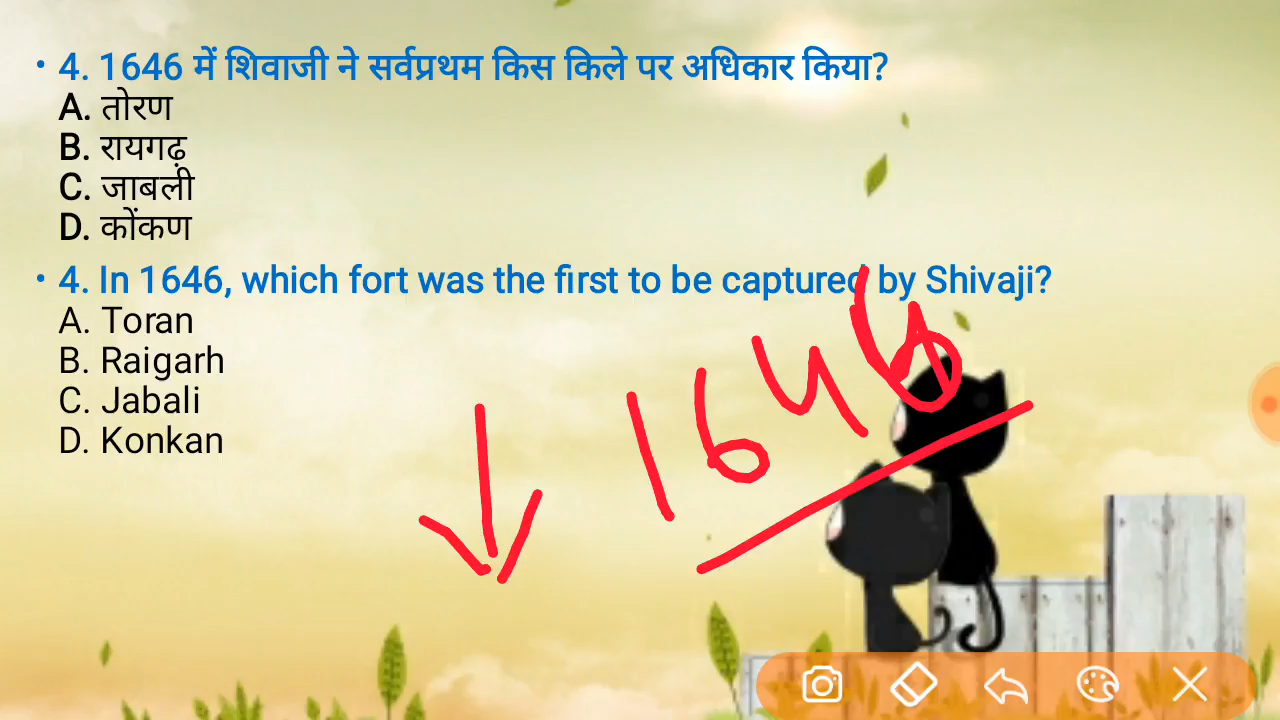 • 4. 1646 में शिवाजी ने सर्वप्रथम किस किले पर अधिकार किया?
A. तोरण
B. रायगढ़
C. जाबली
D. कोंकण
• 4. In 1646, which fort was the first to be captured by Shivaji?
A. Toran
B. Raigarh
C. Jabali
D. Konkan
1646